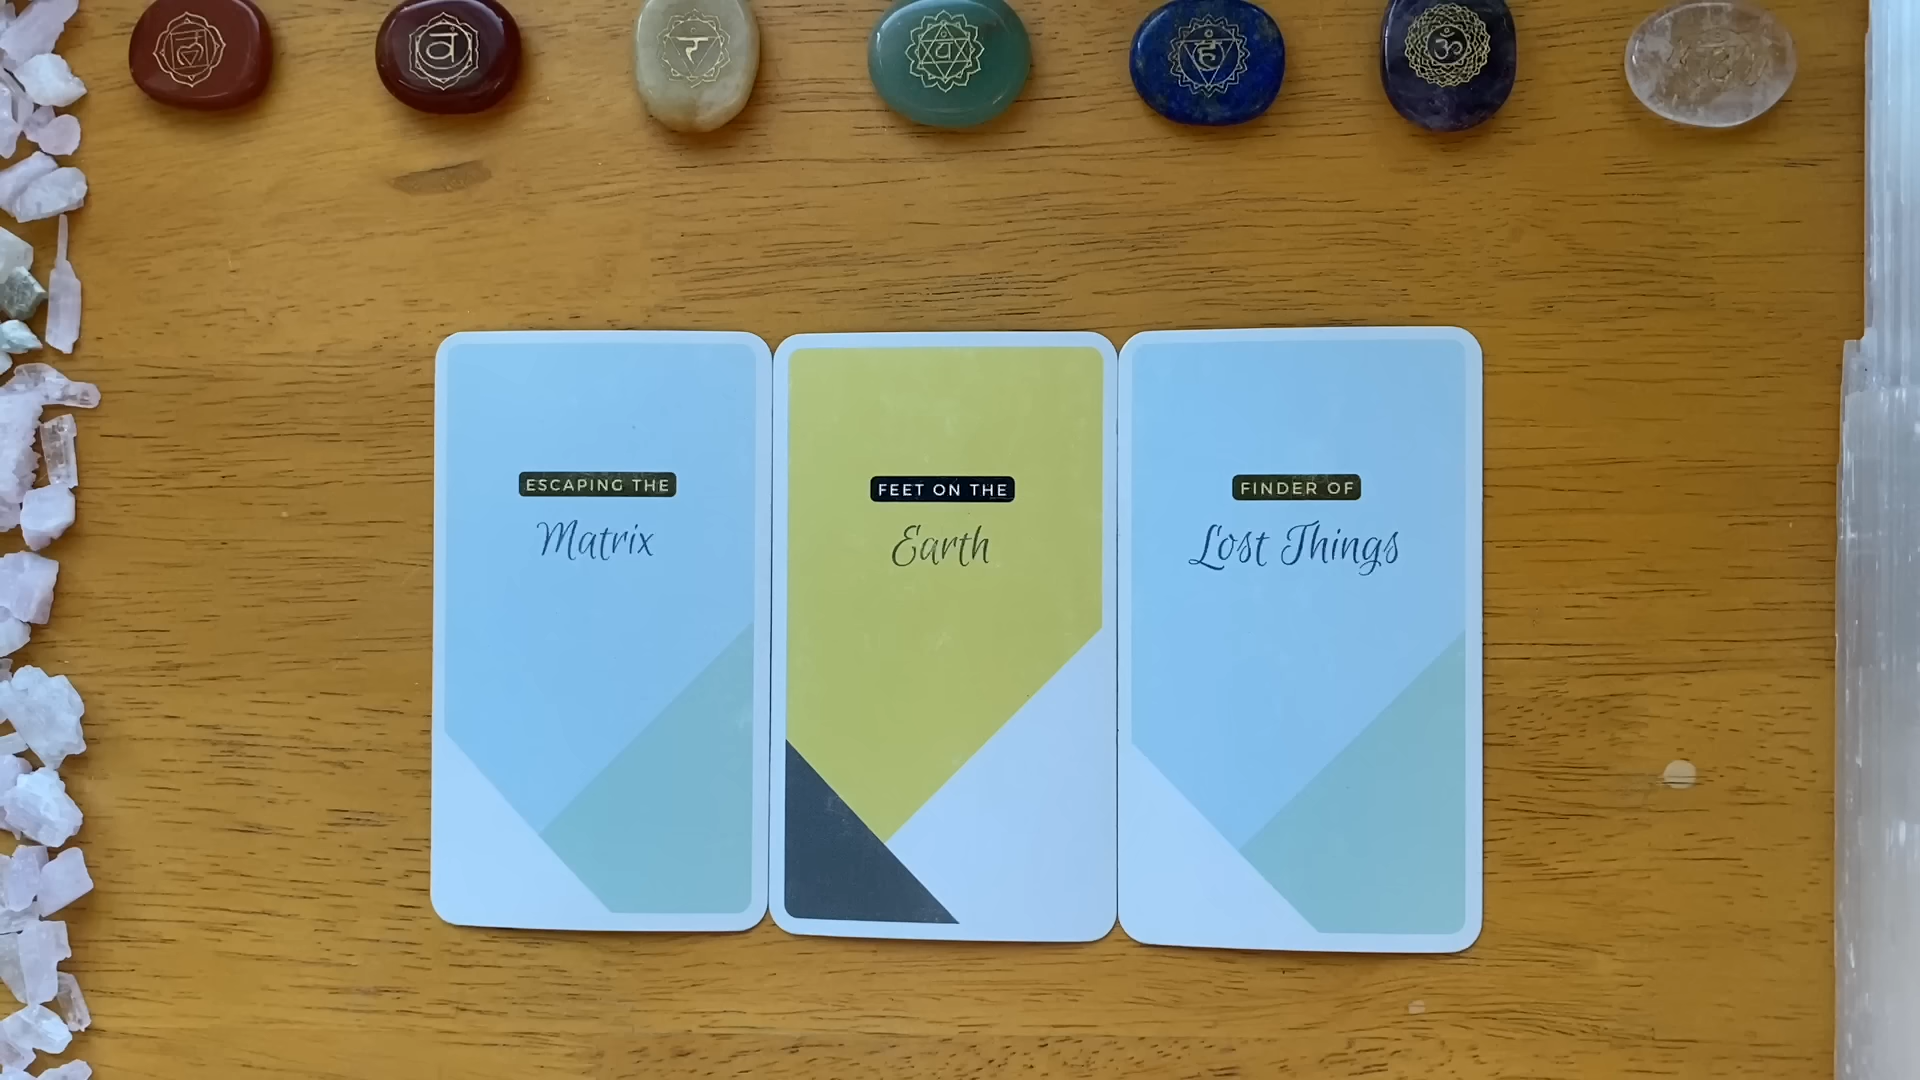 वं
रं
यं
हं
ॐ
ESCAPING THE
Matrix
FEET ON THE
Earth
FINDER OF
Lost Things